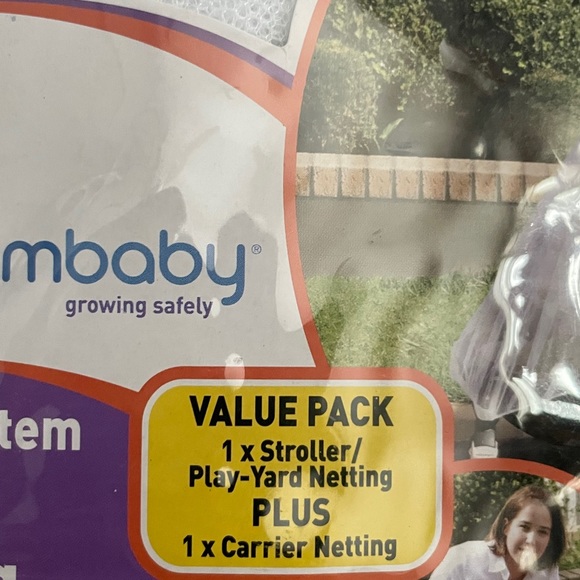 mbaby®
growing safely
tem
VALUE PACK
1 x Stroller/
Play-Yard Netting
PLUS
1 x Carrier Netting